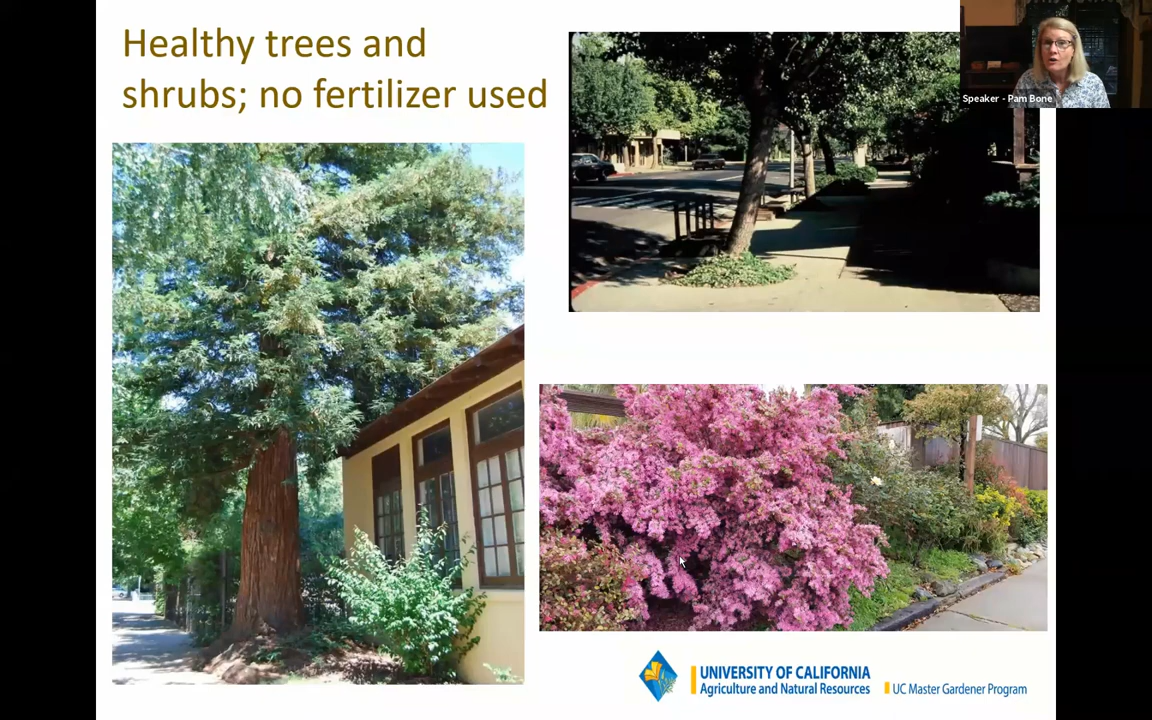 Healthy trees and
shrubs; no fertilizer used
Speaker - Pam Bone
UNIVERSITY OF CALIFORNIA
Agriculture and Natural Resources
UC Master Gardener Program